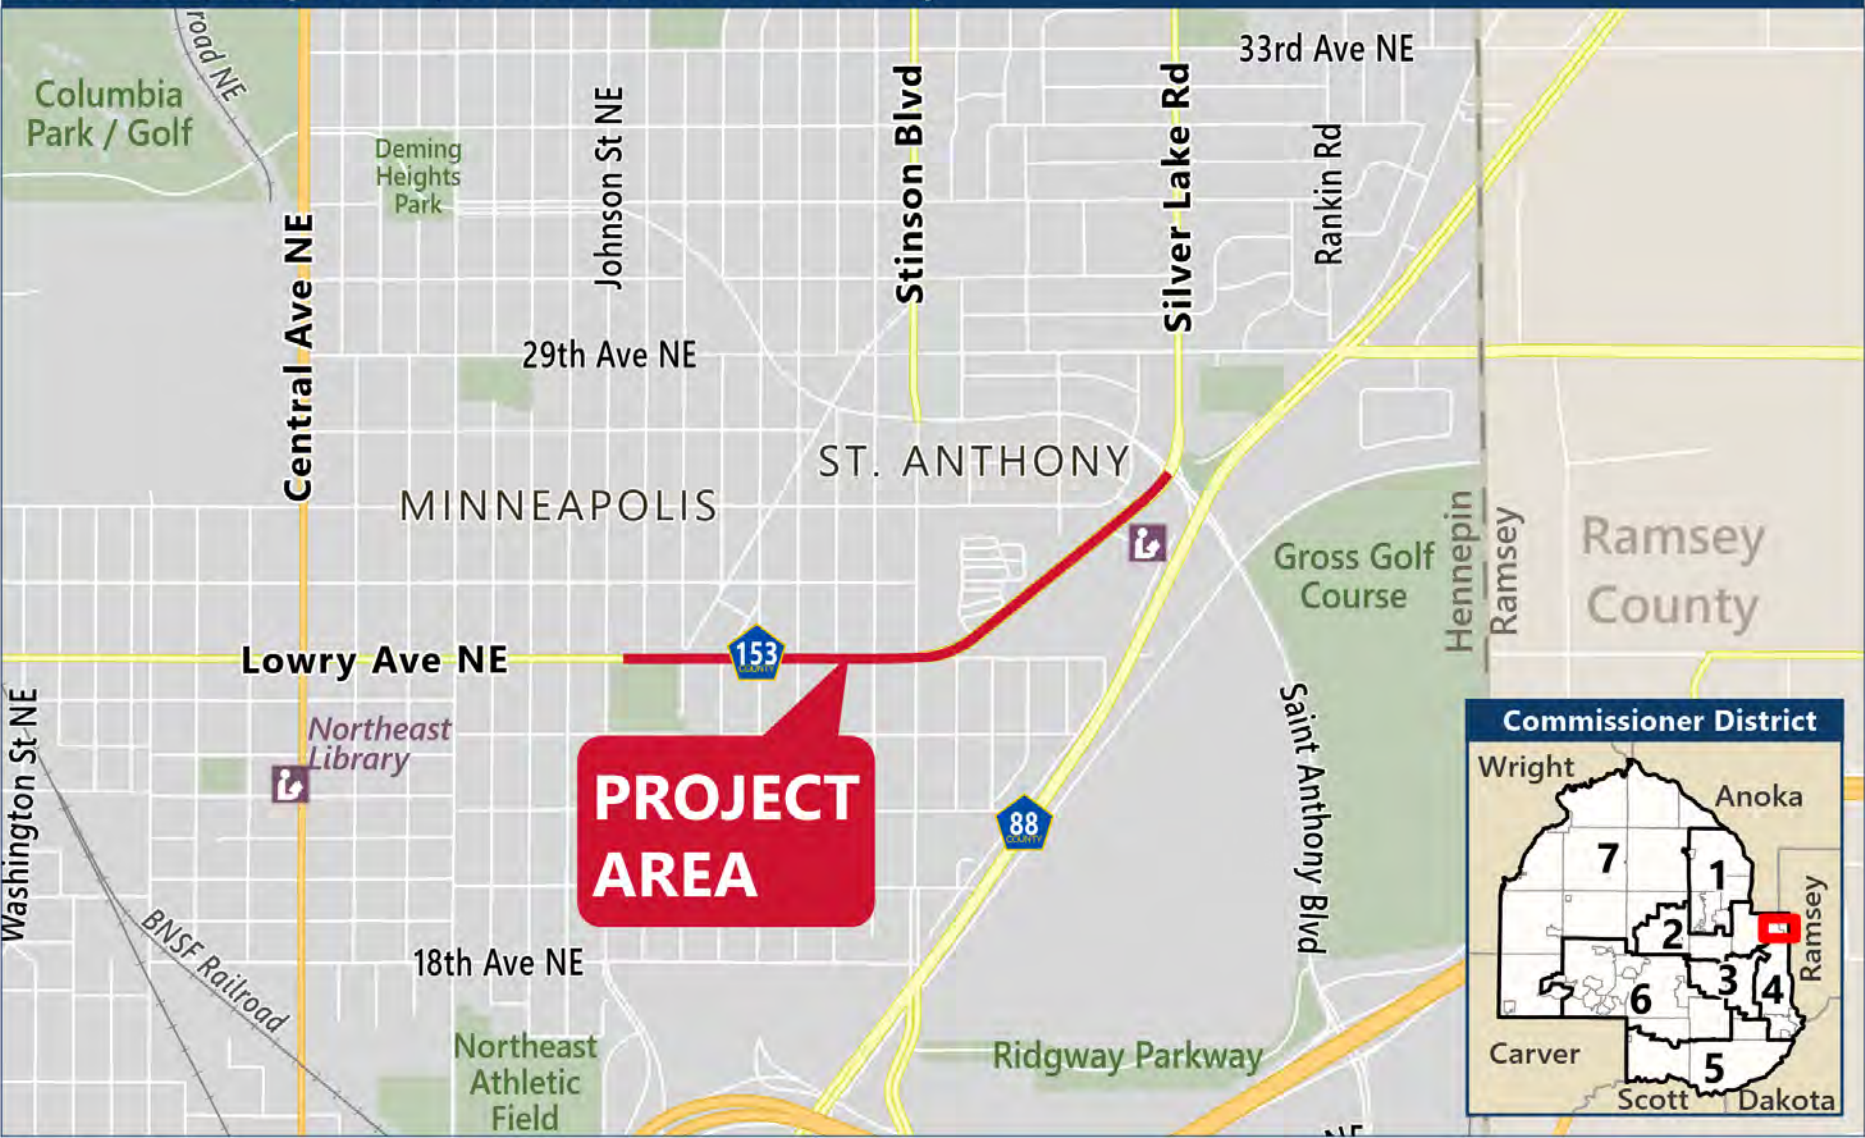 road NE
33rd Ave NE
Columbia
Park / Golf
Deming
Heights
Park
Johnson St NE
Stinson Blvd
Silver Lake Rd
Rankin Rd
Central Ave NE
29th Ave NE
ST. ANTHONY
MINNEAPOLIS
Hennepin
Ramsey
Ramsey
County
Gross Golf
Course
Lowry Ave NE
153
COUNTY
Washington St NE
Northeast
Library
PROJECT
AREA
88
COUNTY
Saint Anthony Blvd
BNSF Railroad
18th Ave NE
Northeast
Athletic
Field
Ridgway Parkway
NE
Commissioner District
Wright
Anoka
7
1
2
3
4
6
5
Ramsey
Carver
Scott
Dakota